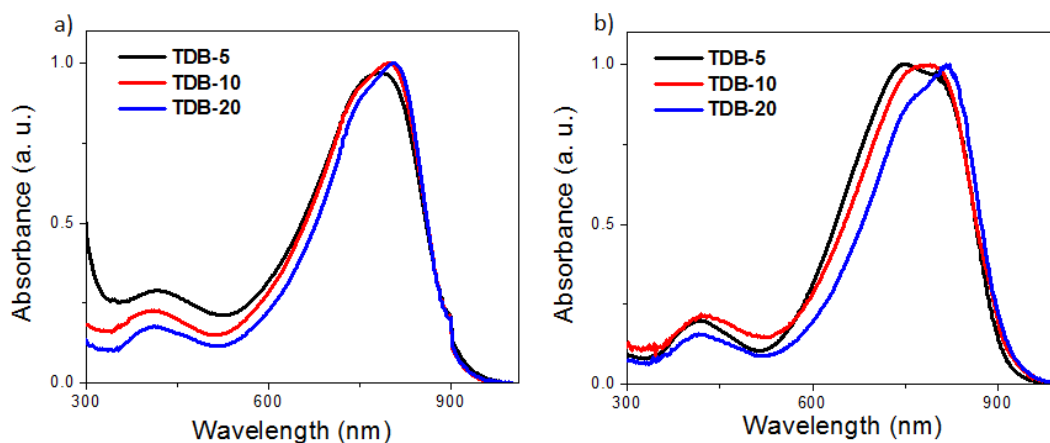 a)
TDB-5
TDB-10
TDB-20
1.0
0.5
0.0
Absorbance (a. u.)
300
600
900
Wavelength (nm)
b)
TDB-5
TDB-10
TDB-20
1.0
0.5
0.0
Absorbance (a. u.)
300
600
900
Wavelength (nm)